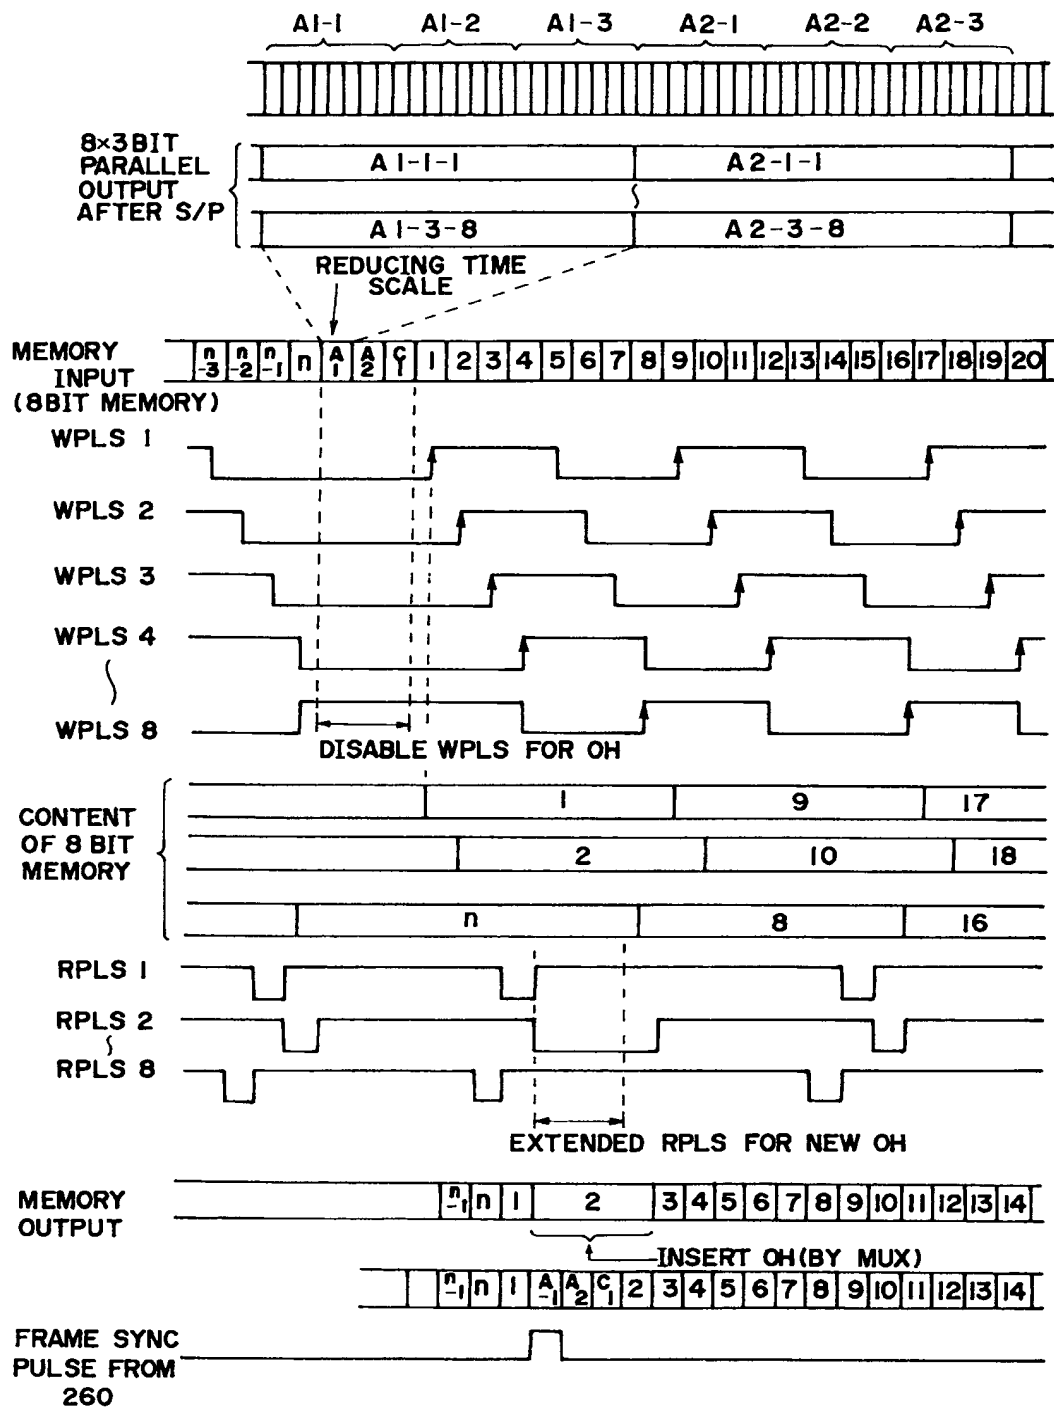 A1-1 A1-2 A1-3 A2-1 A2-2 A2-3
8×3BIT
PARALLEL
OUTPUT
AFTER S/P
A1-1-1 A2-1-1
A1-3-8 A2-3-8
REDUCING TIME
SCALE
MEMORY
INPUT
(8BIT MEMORY)
n-3 n-2 n-1 n A1 A2 C1 1 2 3 4 5 6 7 8 9 10 11 12 13 14 15 16 17 18 19 20
WPLS 1
WPLS 2
WPLS 3
WPLS 4
WPLS 8
DISABLE WPLS FOR OH
CONTENT
OF 8 BIT
MEMORY
1 9 17
2 10 18
n 8 16
RPLS 1
RPLS 2
RPLS 8
EXTENDED RPLS FOR NEW OH
MEMORY
OUTPUT
n-1 n 1 2 3 4 5 6 7 8 9 10 11 12 13 14
INSERT OH(BY MUX)
n-1 n 1 A-1 A2 C1 2 3 4 5 6 7 8 9 10 11 12 13 14
FRAME SYNC
PULSE FROM
260